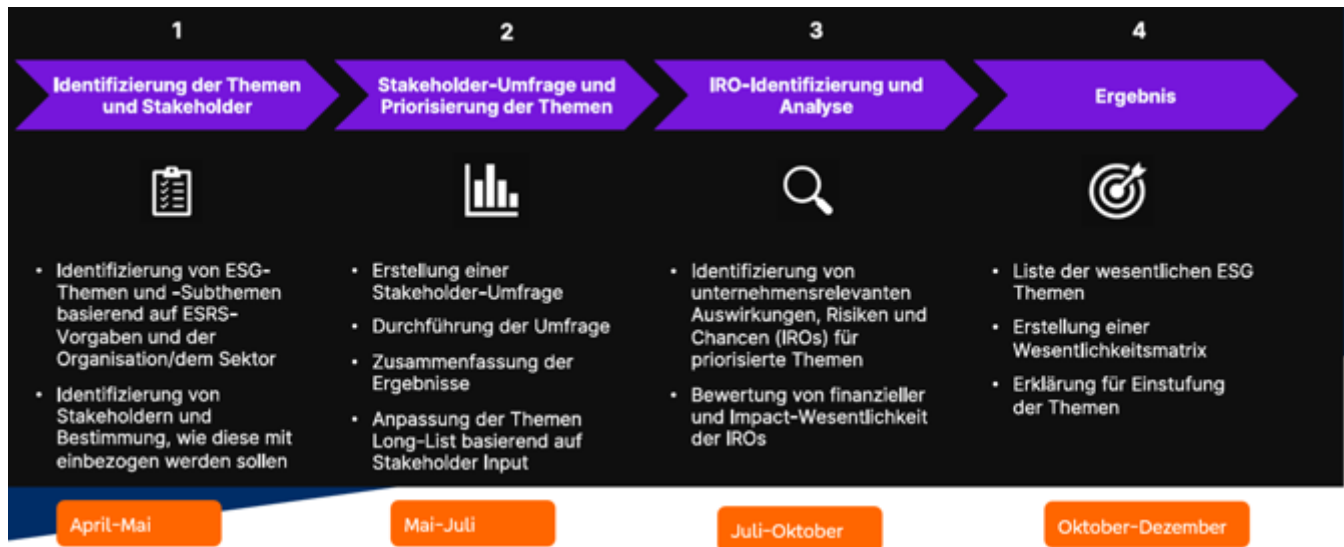 1
Identifizierung der Themen
und Stakeholder
• Identifizierung von ESG-
Themen und -Subthemen
basierend auf ESRS-
Vorgaben und der
Organisation/dem Sektor
• Identifizierung von
Stakeholdern und
Bestimmung, wie diese mit
einbezogen werden sollen
April-Mai
2
Stakeholder-Umfrage und
Priorisierung der Themen
• Erstellung einer
Stakeholder-Umfrage
• Durchführung der Umfrage
• Zusammenfassung der
Ergebnisse
• Anpassung der Themen
Long-List basierend auf
Stakeholder Input
Mai-Juli
3
IRO-Identifizierung und
Analyse
• Identifizierung von
unternehmensrelevanten
Auswirkungen, Risiken und
Chancen (IROs) für
priorisierte Themen
• Bewertung von finanzieller
und Impact-Wesentlichkeit
der IROs
Juli-Oktober
4
Ergebnis
• Liste der wesentlichen ESG
Themen
• Erstellung einer
Wesentlichkeitsmatrix
• Erklärung für Einstufung
der Themen
Oktober-Dezember